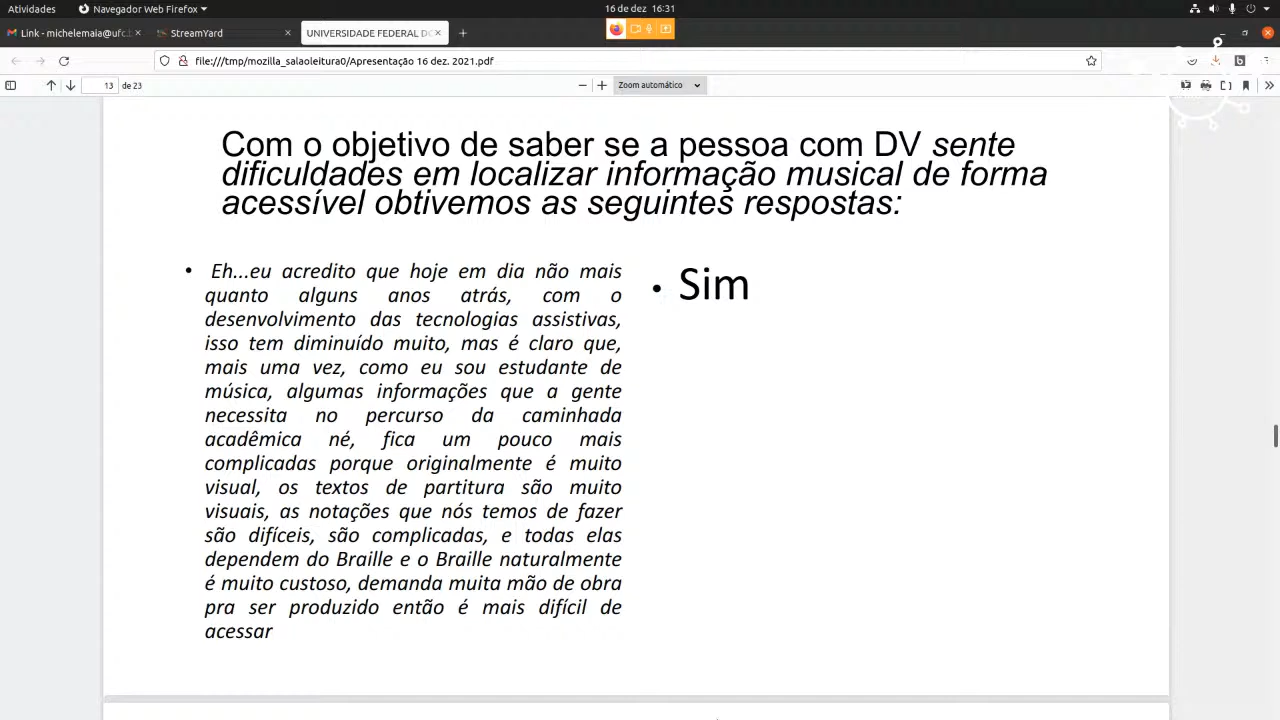 Atividades
Navegador Web Firefox
16 de dez 16:31
Link - michelemaia@ufc.l
StreamYard
UNIVERSIDADE FEDERAL DO
file:///tmp/mozilla_salaoleitura0/Apresentação 16 dez. 2021.pdf
13 de 23
Zoom automático
Com o objetivo de saber se a pessoa com DV sente
dificuldades em localizar informação musical de forma
acessível obtivemos as seguintes respostas:
• Eh...eu acredito que hoje em dia não mais
quanto alguns anos atrás, com o
desenvolvimento das tecnologias assistivas,
isso tem diminuído muito, mas é claro que,
mais uma vez, como eu sou estudante de
música, algumas informações que a gente
necessita no percurso da caminhada
acadêmica né, fica um pouco mais
complicadas porque originalmente é muito
visual, os textos de partitura são muito
visuais, as notações que nós temos de fazer
são difíceis, são complicadas, e todas elas
dependem do Braille e o Braille naturalmente
é muito custoso, demanda muita mão de obra
pra ser produzido então é mais difícil de
acessar
• Sim